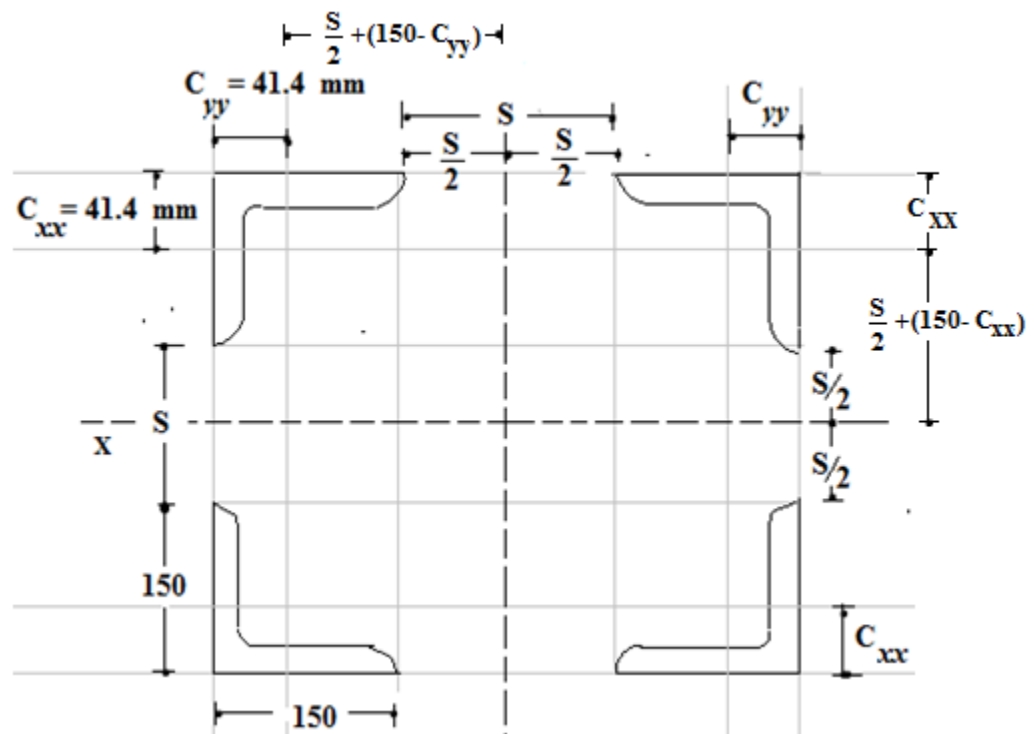 S/2 +(150- Cyy)
Cyy = 41.4 mm
Cyy
S
S/2 S/2
Cxx = 41.4 mm
CXX
S/2 +(150- Cxx)
S/2
X
S
S/2
150
Cxx
150